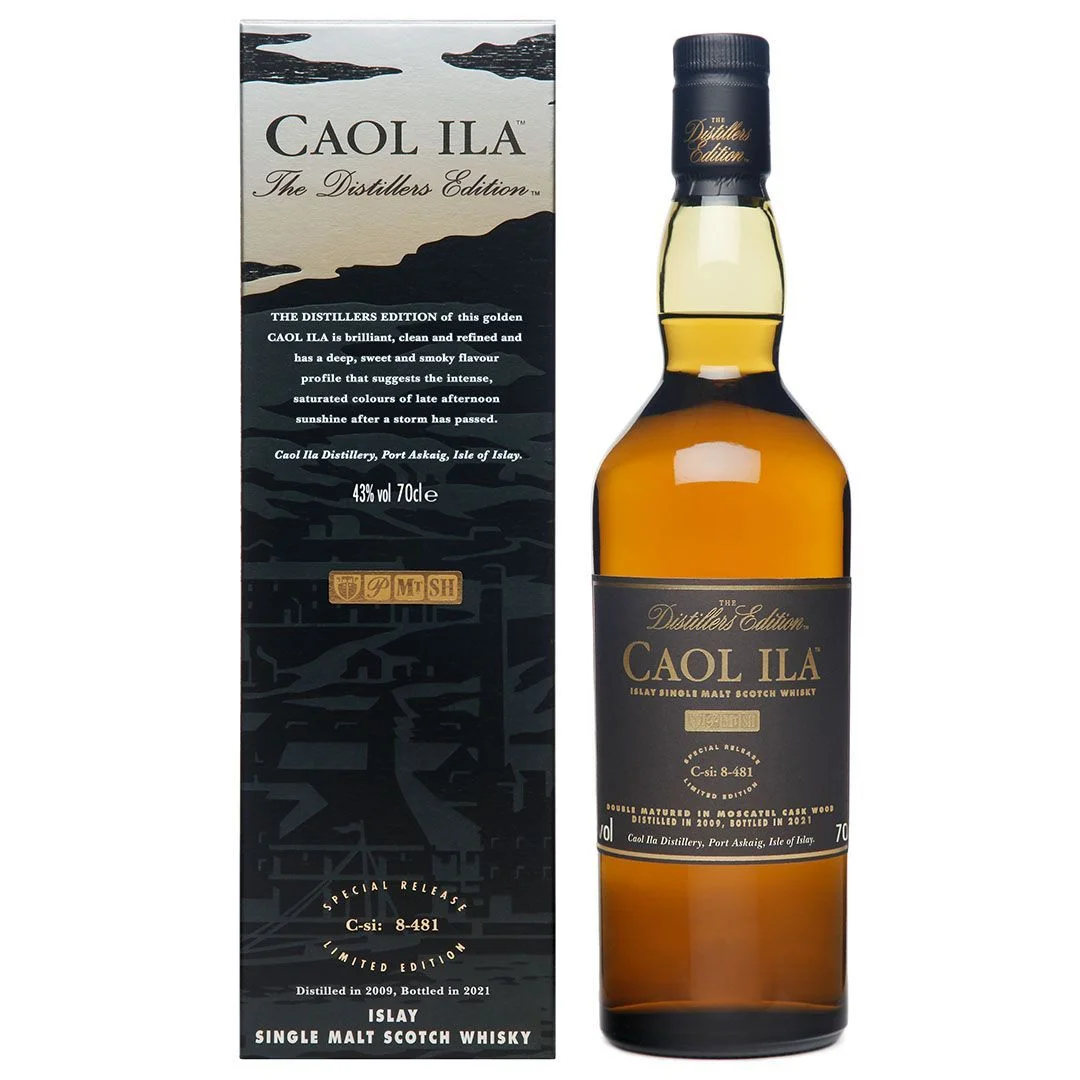 CAOL ILA™
The Distillers Edition™
THE DISTILLERS EDITION of this golden
CAOL ILA is brilliant, clean and refined and
has a deep, sweet and smoky flavour
profile that suggests the intense,
saturated colours of late afternoon
sunshine after a storm has passed.
Caol Ila Distillery, Port Askaig, Isle of Islay.
43% vol 70cl e
P MT SH
SPECIAL RELEASE
C-si: 8-481
LIMITED EDITION
Distilled in 2009, Bottled in 2021
ISLAY
SINGLE MALT SCOTCH WHISKY
THE
Distillers
Edition™
THE
Distillers Edition™
CAOL ILA™
ISLAY SINGLE MALT SCOTCH WHISKY
SPECIAL RELEASE
C-si: 8-481
LIMITED EDITION
DOUBLE MATURED IN MOSCATEL CASK WOOD
DISTILLED IN 2009, BOTTLED IN 2021
vol 70
Caol Ila Distillery, Port Askaig, Isle of Islay.